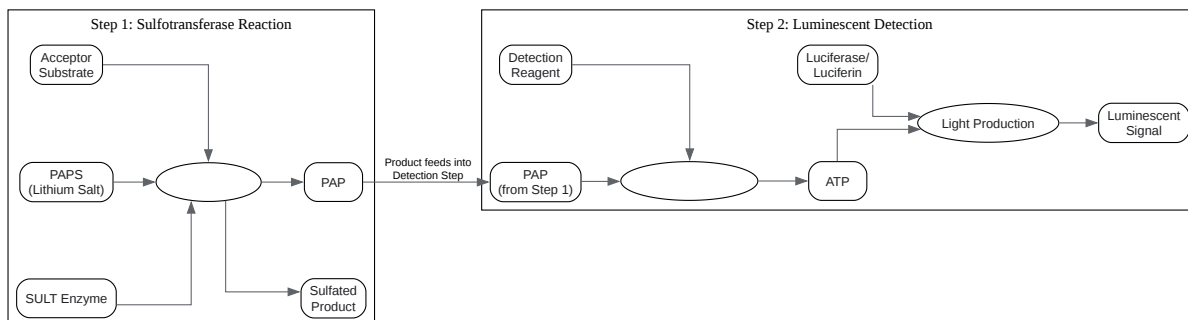 Step 1: Sulfotransferase Reaction
Acceptor
Substrate
PAPS
(Lithium Salt)
SULT Enzyme
PAP
Sulfated
Product
Product feeds into
Detection Step
Step 2: Luminescent Detection
Detection
Reagent
PAP
(from Step 1)
Luciferase/
Luciferin
ATP
Light Production
Luminescent
Signal